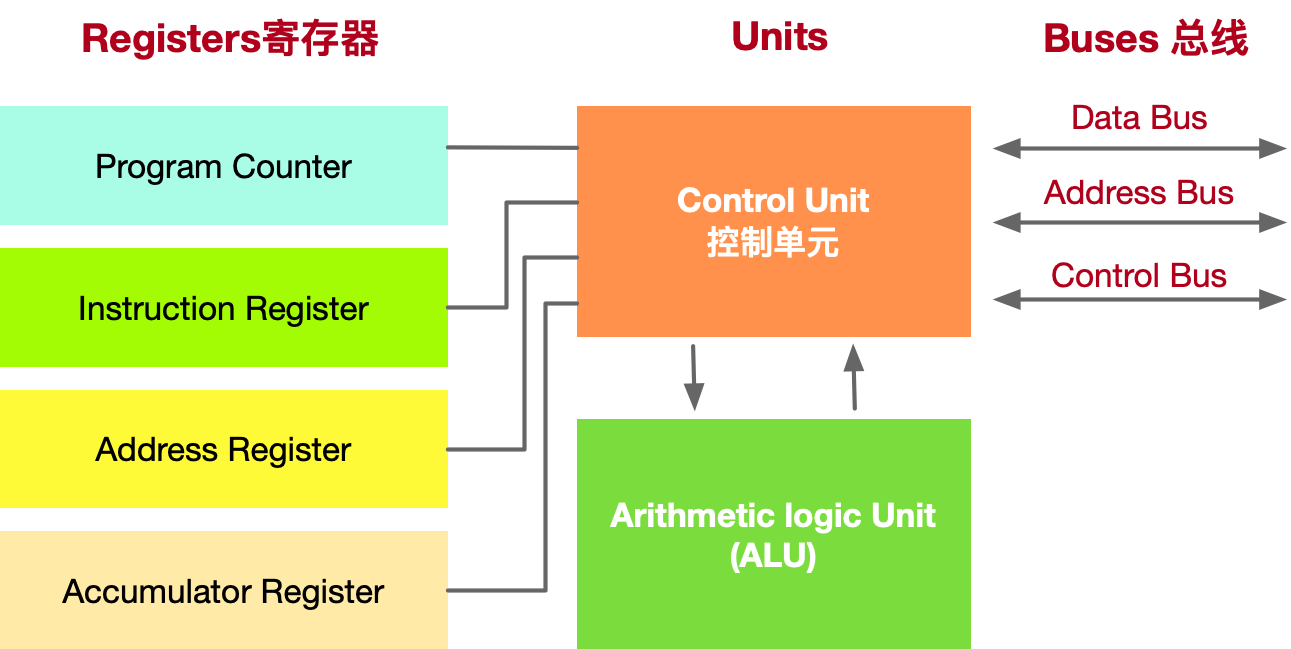 Registers寄存器
Units
Buses 总线
Program Counter
Instruction Register
Address Register
Accumulator Register
Control Unit
控制单元
Arithmetic logic Unit
(ALU)
Data Bus
Address Bus
Control Bus